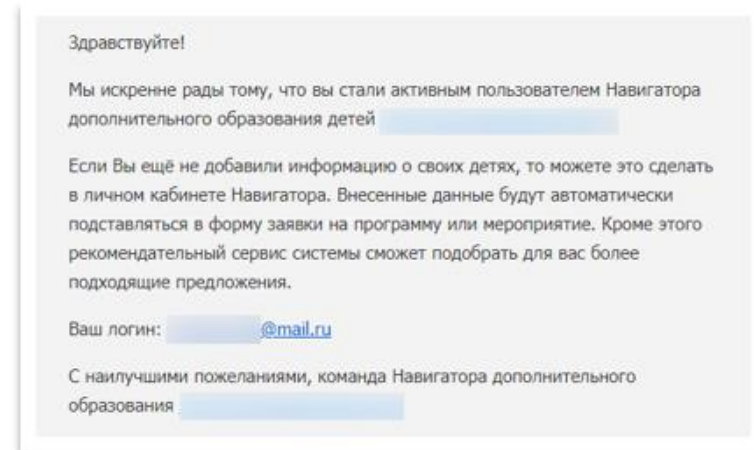 Здравствуйте!
Мы искренне рады тому, что вы стали активным пользователем Навигатора
дополнительного образования детей
Если Вы ещё не добавили информацию о своих детях, то можете это сделать
в личном кабинете Навигатора. Внесенные данные будут автоматически
подставляться в форму заявки на программу или мероприятие. Кроме этого
рекомендательный сервис системы сможет подобрать для вас более
подходящие предложения.
Ваш логин: @mail.ru
С наилучшими пожеланиями, команда Навигатора дополнительного
образования